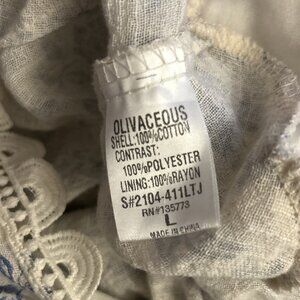 OLIVACEOUS
SHELL:100%COTTON
CONTRAST:
100%POLYESTER
LINING:100%RAYON
S#2104-411LTJ
RN#135773
L
MADE IN CHINA